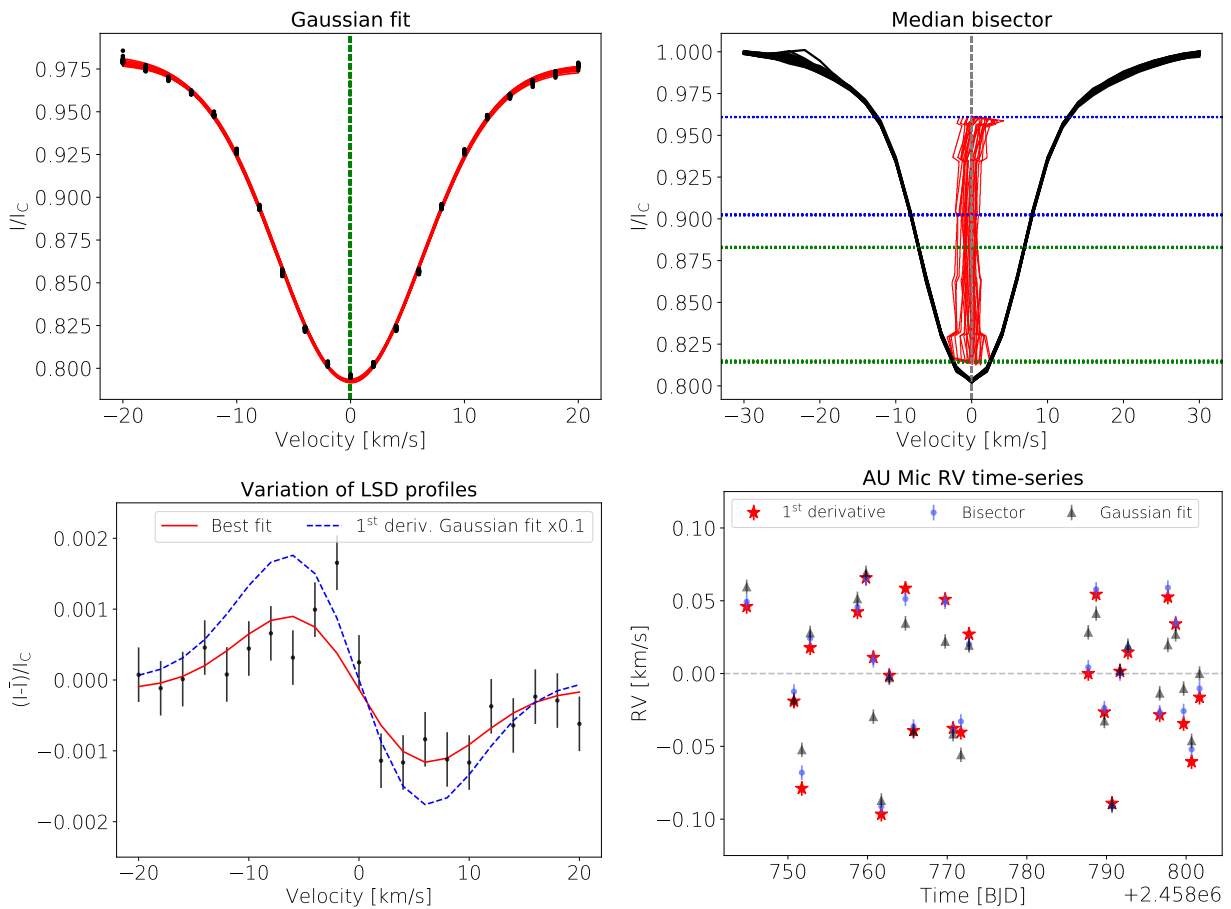 Gaussian fit
I/I_C
0.975
0.950
0.925
0.900
0.875
0.850
0.825
0.800
−20 −10 0 10 20
Velocity [km/s]
Median bisector
I/I_C
1.000
0.975
0.950
0.925
0.900
0.875
0.850
0.825
0.800
−30 −20 −10 0 10 20 30
Velocity [km/s]
Variation of LSD profiles
Best fit 1st deriv. Gaussian fit x0.1
(I-Ī)/I_C
0.002
0.001
0.000
−0.001
−0.002
−20 −10 0 10 20
Velocity [km/s]
AU Mic RV time-series
1st derivative Bisector Gaussian fit
RV [km/s]
0.10
0.05
0.00
−0.05
−0.10
750 760 770 780 790 800
Time [BJD] +2.458e6